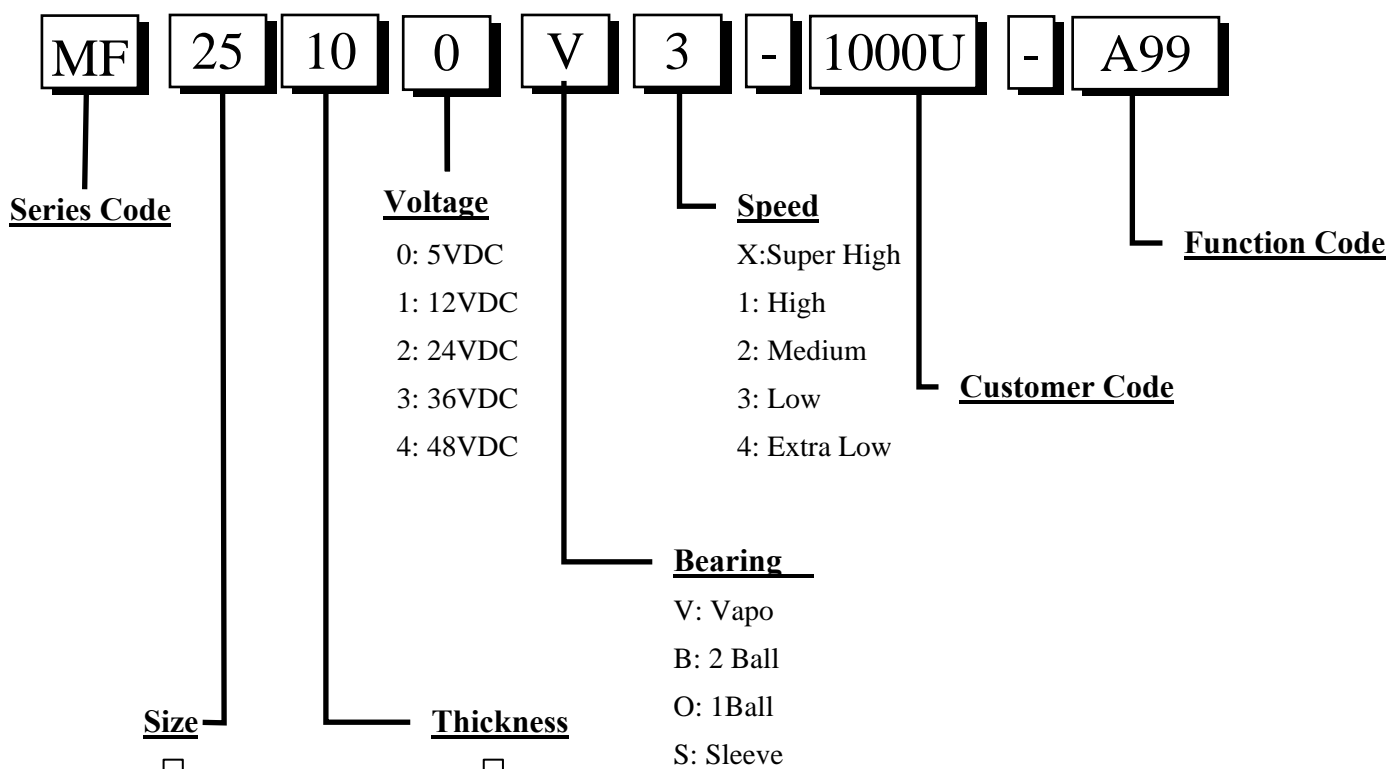 MF 25 10 0 V 3 - 1000U - A99
Series Code
Voltage
0: 5VDC
1: 12VDC
2: 24VDC
3: 36VDC
4: 48VDC
Speed
X:Super High
1: High
2: Medium
3: Low
4: Extra Low
Function Code
Customer Code
Bearing
V: Vapo
B: 2 Ball
O: 1Ball
S: Sleeve
Size
Thickness